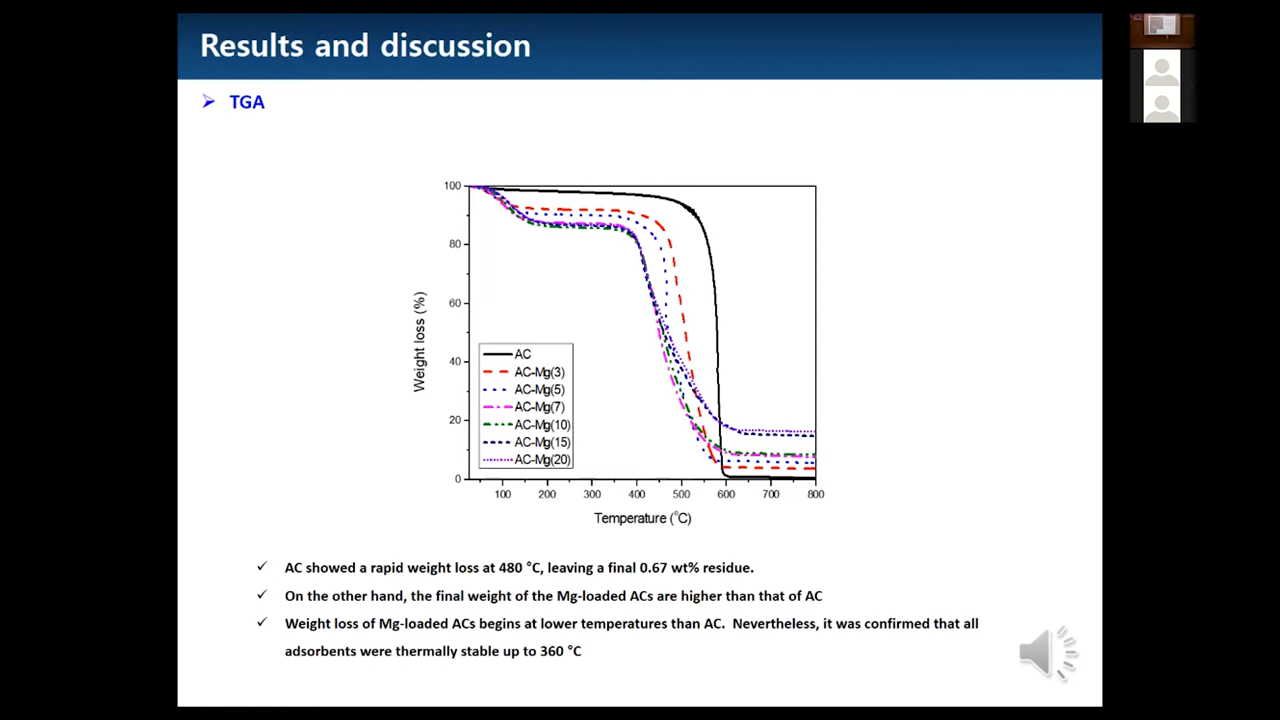 Results and discussion
TGA
100
80
60
40
20
0
Weight loss (%)
AC
AC-Mg(3)
AC-Mg(5)
AC-Mg(7)
AC-Mg(10)
AC-Mg(15)
AC-Mg(20)
100 200 300 400 500 600 700 800
Temperature (°C)
AC showed a rapid weight loss at 480 °C, leaving a final 0.67 wt% residue.
On the other hand, the final weight of the Mg-loaded ACs are higher than that of AC
Weight loss of Mg-loaded ACs begins at lower temperatures than AC. Nevertheless, it was confirmed that all
adsorbents were thermally stable up to 360 °C